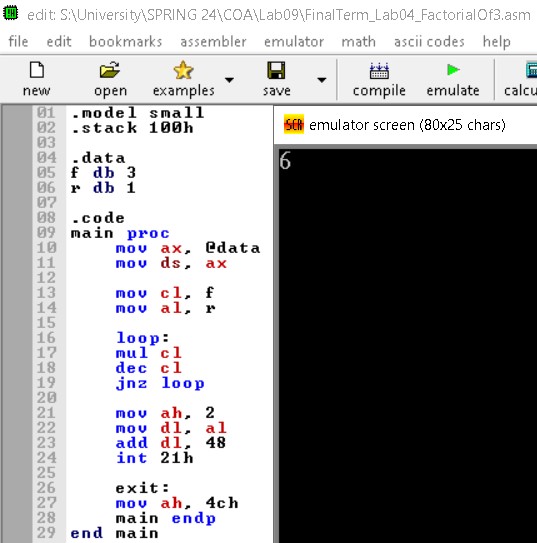 edit: S:\University\SPRING 24\COA\Lab09\FinalTerm_Lab04_FactorialOf3.asm
file edit bookmarks assembler emulator math ascii codes help
new open examples save compile emulate calcu
emulator screen (80x25 chars)
6
01 .model small
02 .stack 100h
03
04 .data
05 f db 3
06 r db 1
07
08 .code
09 main proc
10 mov ax, @data
11 mov ds, ax
12
13 mov cl, f
14 mov al, r
15
16 loop:
17 mul cl
18 dec cl
19 jnz loop
20
21 mov ah, 2
22 mov dl, al
23 add dl, 48
24 int 21h
25
26 exit:
27 mov ah, 4ch
28 main endp
29 end main